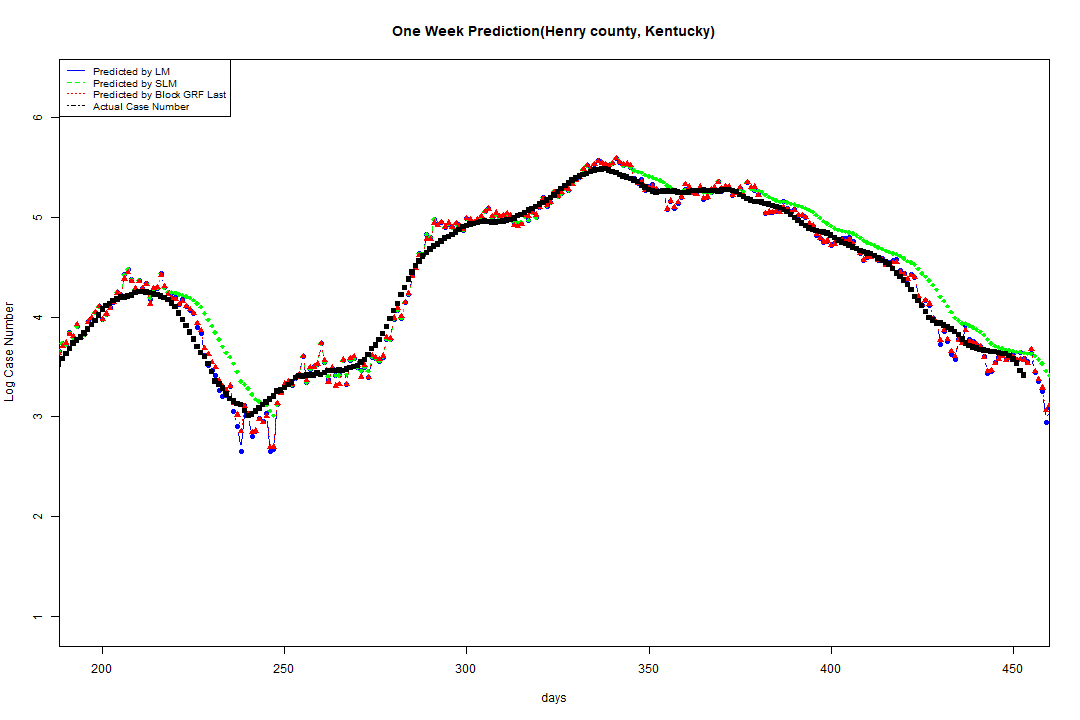 One Week Prediction(Henry county, Kentucky)
Predicted by LM
Predicted by SLM
Predicted by Block GRF Last
Actual Case Number
6
5
4
3
2
1
Log Case Number
200 250 300 350 400 450
days